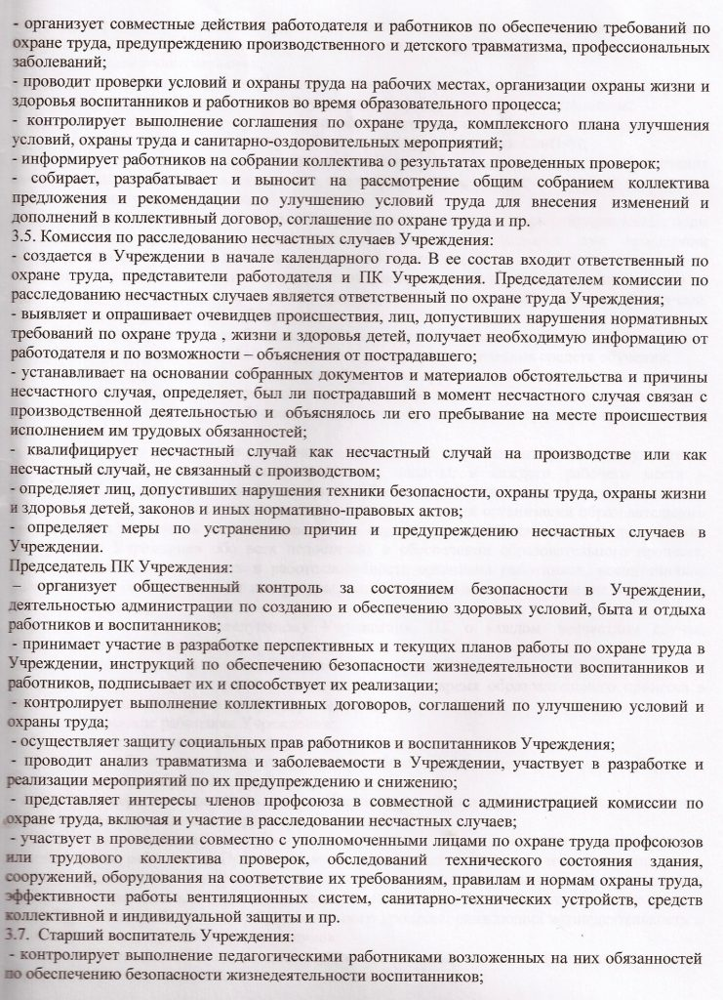 - организует совместные действия работодателя и работников по обеспечению требований по
охране труда, предупреждению производственного и детского травматизма, профессиональных
заболеваний;
- проводит проверки условий и охраны труда на рабочих местах, организации охраны жизни и
здоровья воспитанников и работников во время образовательного процесса;
- контролирует выполнение соглашения по охране труда, комплексного плана улучшения
условий, охраны труда и санитарно-оздоровительных мероприятий;
- информирует работников на собрании коллектива о результатах проведенных проверок;
- собирает, разрабатывает и выносит на рассмотрение общим собранием коллектива
предложения и рекомендации по улучшению условий труда для внесения изменений и
дополнений в коллективный договор, соглашение по охране труда и пр.
3.5. Комиссия по расследованию несчастных случаев Учреждения:
- создается в Учреждении в начале календарного года. В ее состав входит ответственный по
охране труда, представители работодателя и ПК Учреждения. Председателем комиссии по
расследованию несчастных случаев является ответственный по охране труда Учреждения;
- выявляет и опрашивает очевидцев происшествия, лиц, допустивших нарушения нормативных
требований по охране труда , жизни и здоровья детей, получает необходимую информацию от
работодателя и по возможности – объяснения от пострадавшего;
- устанавливает на основании собранных документов и материалов обстоятельства и причины
несчастного случая, определяет, был ли пострадавший в момент несчастного случая связан с
производственной деятельностью и объяснялось ли его пребывание на месте происшествия
исполнением им трудовых обязанностей;
- квалифицирует несчастный случай как несчастный случай на производстве или как
несчастный случай, не связанный с производством;
- определяет лиц, допустивших нарушения техники безопасности, охраны труда, охраны жизни
и здоровья детей, законов и иных нормативно-правовых актов;
- определяет меры по устранению причин и предупреждению несчастных случаев в
Учреждении.
Председатель ПК Учреждения:
– организует общественный контроль за состоянием безопасности в Учреждении,
деятельностью администрации по созданию и обеспечению здоровых условий, быта и отдыха
работников и воспитанников;
- принимает участие в разработке перспективных и текущих планов работы по охране труда в
Учреждении, инструкций по обеспечению безопасности жизнедеятельности воспитанников и
работников, подписывает их и способствует их реализации;
- контролирует выполнение коллективных договоров, соглашений по улучшению условий и
охраны труда;
- осуществляет защиту социальных прав работников и воспитанников Учреждения;
- проводит анализ травматизма и заболеваемости в Учреждении, участвует в разработке и
реализации мероприятий по их предупреждению и снижению;
- представляет интересы членов профсоюза в совместной с администрацией комиссии по
охране труда, включая и участие в расследовании несчастных случаев;
- участвует в проведении совместно с уполномоченными лицами по охране труда профсоюзов
или трудового коллектива проверок, обследований технического состояния здания,
сооружений, оборудования на соответствие их требованиям, правилам и нормам охраны труда,
эффективности работы вентиляционных систем, санитарно-технических устройств, средств
коллективной и индивидуальной защиты и пр.
3.7. Старший воспитатель Учреждения:
- контролирует выполнение педагогическими работниками возложенных на них обязанностей
по обеспечению безопасности жизнедеятельности воспитанников;